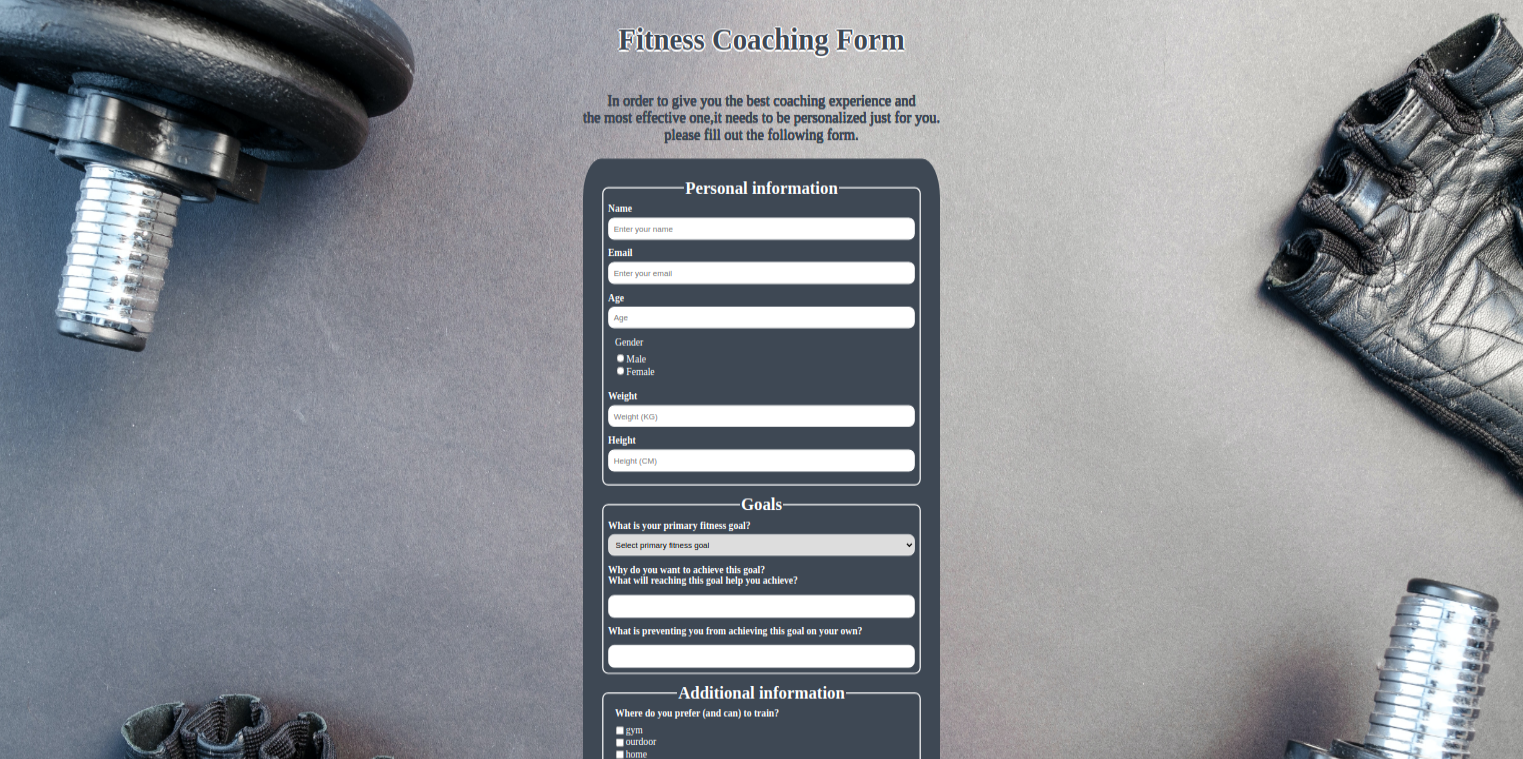 Fitness Coaching Form
In order to give you the best coaching experience and
the most effective one,it needs to be personalized just for you.
please fill out the following form.
Personal information
Name
Enter your name
Email
Enter your email
Age
Age
Gender
Male
Female
Weight
Weight (KG)
Height
Height (CM)
Goals
What is your primary fitness goal?
Select primary fitness goal
Why do you want to achieve this goal?
What will reaching this goal help you achieve?
What is preventing you from achieving this goal on your own?
Additional information
Where do you prefer (and can) to train?
gym
ourdoor
home